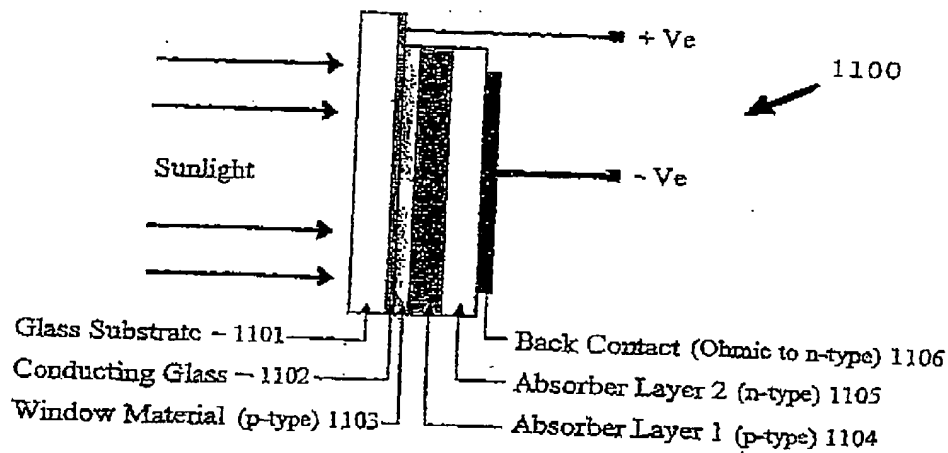 + Ve
1100
Sunlight
- Ve
Glass Substrate - 1101
Conducting Glass - 1102
Window Material (p-type) 1103
Back Contact (Ohmic to n-type) 1106
Absorber Layer 2 (n-type) 1105
Absorber Layer 1 (p-type) 1104